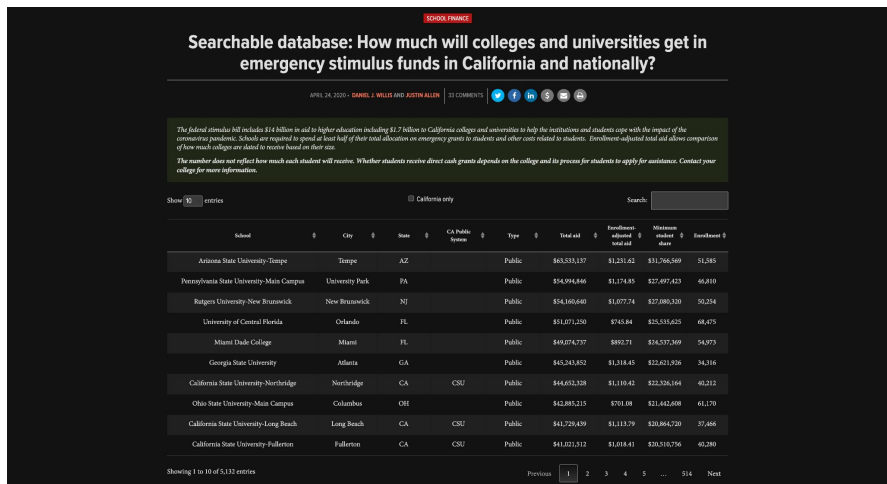 SCHOOL FINANCE
Searchable database: How much will colleges and universities get in
emergency stimulus funds in California and nationally?
APRIL 24, 2020 • DANIEL J. WILLIS AND JUSTIN ALLEN | 33 COMMENTS
The federal stimulus bill includes $14 billion in aid to higher education including $1.7 billion to California colleges and universities to help the institutions and students cope with the impact of the
coronavirus pandemic. Schools are required to spend at least half of their total allocation on emergency grants to students and other costs related to students. Enrollment-adjusted total aid allows comparison
of how much colleges are slated to receive based on their size.
The number does not reflect how much each student will receive. Whether students receive direct cash grants depends on the college and its process for students to apply for assistance. Contact your
college for more information.
Show 10 entries California only Search:
School City State CA Public System Type Total aid Enrollment-adjusted total aid Minimum student share Enrollment
Arizona State University-Tempe Tempe AZ Public $63,533,137 $1,231.62 $31,766,569 51,585
Pennsylvania State University-Main Campus University Park PA Public $54,994,846 $1,174.85 $27,497,423 46,810
Rutgers University-New Brunswick New Brunswick NJ Public $54,160,640 $1,077.74 $27,080,320 50,254
University of Central Florida Orlando FL Public $51,071,250 $745.84 $25,535,625 68,475
Miami Dade College Miami FL Public $49,074,737 $892.71 $24,537,369 54,973
Georgia State University Atlanta GA Public $45,243,852 $1,318.45 $22,621,926 34,316
California State University-Northridge Northridge CA CSU Public $44,652,328 $1,110.42 $22,326,164 40,212
Ohio State University-Main Campus Columbus OH Public $42,885,215 $701.08 $21,442,608 61,170
California State University-Long Beach Long Beach CA CSU Public $41,729,439 $1,113.79 $20,864,720 37,466
California State University-Fullerton Fullerton CA CSU Public $41,021,512 $1,018.41 $20,510,756 40,280
Showing 1 to 10 of 5,132 entries Previous 1 2 3 4 5 … 514 Next